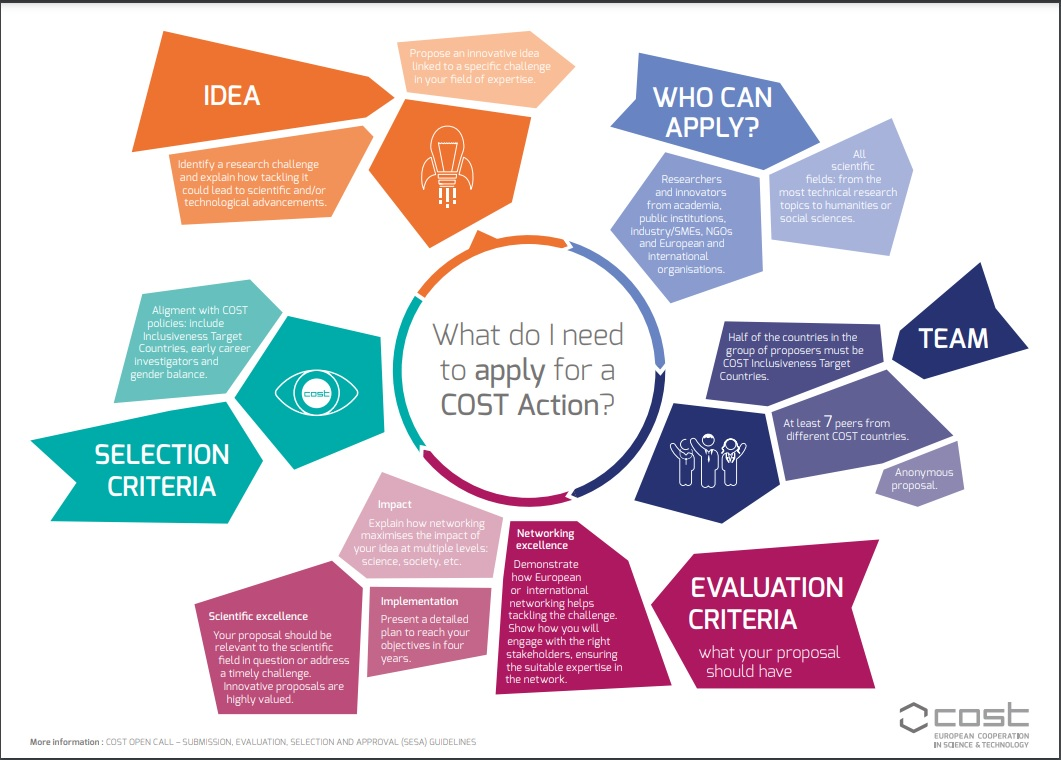 IDEA
Propose an innovative idea
linked to a specific challenge
in your field of expertise.
Identify a research challenge
and explain how tackling it
could lead to scientific and/or
technological advancements.
WHO CAN
APPLY?
All
scientific
fields: from the
most technical research
topics to humanities or
social sciences.
Researchers
and innovators
from academia,
public institutions,
industry/SMEs, NGOs
and European and
international
organisations.
TEAM
Half of the countries in the
group of proposers must be
COST Inclusiveness Target
Countries.
At least 7 peers from
different COST countries.
Anonymous
proposal.
What do I need
to apply for a
COST Action?
Aligment with COST
policies: include
Inclusiveness Target
Countries, early career
investigators and
gender balance.
cost
SELECTION
CRITERIA
Impact
Explain how networking
maximises the impact of
your idea at multiple levels:
science, society, etc.
Scientific excellence
Your proposal should be
relevant to the scientific
field in question or address
a timely challenge.
Innovative proposals are
highly valued.
Implementation
Present a detailed
plan to reach your
objectives in four
years.
Networking
excellence
Demonstrate
how European
or international
networking helps
tackling the challenge.
Show how you will
engage with the right
stakeholders, ensuring
the suitable expertise in
the network.
EVALUATION
CRITERIA
what your proposal
should have
More information : COST OPEN CALL – SUBMISSION, EVALUATION, SELECTION AND APPROVAL (SESA) GUIDELINES
cost
EUROPEAN COOPERATION
IN SCIENCE & TECHNOLOGY